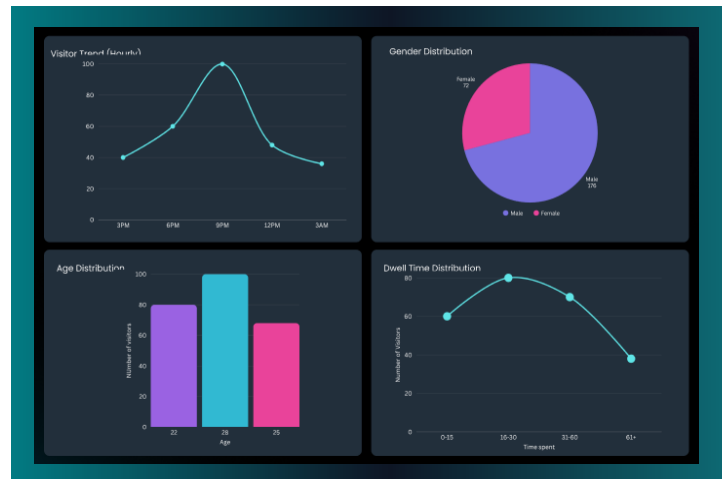 Visitor Trend (Hourly)
100
80
60
40
20
0
3PM 6PM 9PM 12PM 3AM
Gender Distribution
Female
72
Male
176
Male Female
Age Distribution
100
80
60
40
20
0
Number of visitors
22 28 25
Age
Dwell Time Distribution
80
60
40
20
0
Number of Visitors
0-15 16-30 31-60 61+
Time spent